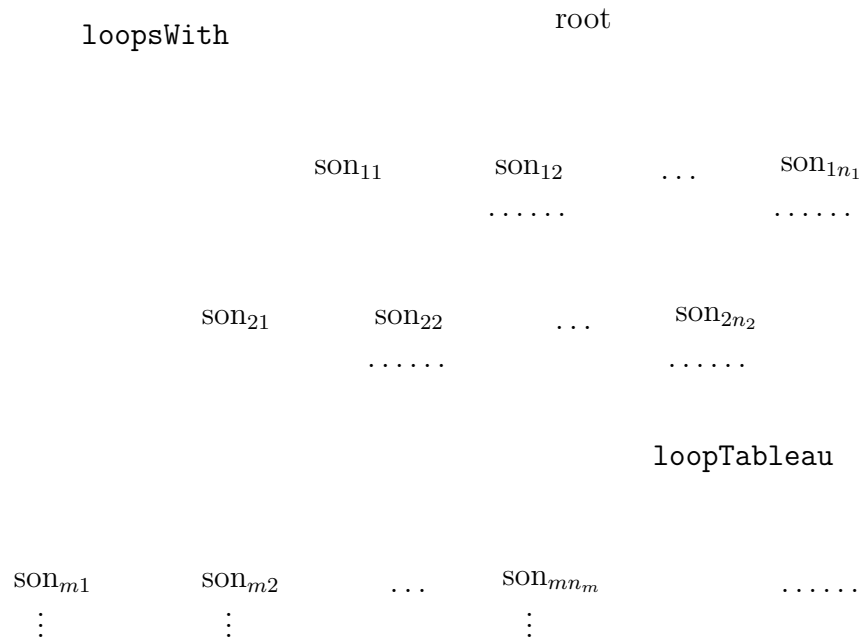 loopsWith root
son₁₁ son₁₂ ... son₁ₙ₁
...... ......
son₂₁ son₂₂ ... son₂ₙ₂
...... ......
loopTableau
sonₘ₁ sonₘ₂ ... sonₘₙₘ ......
⋮ ⋮ ⋮